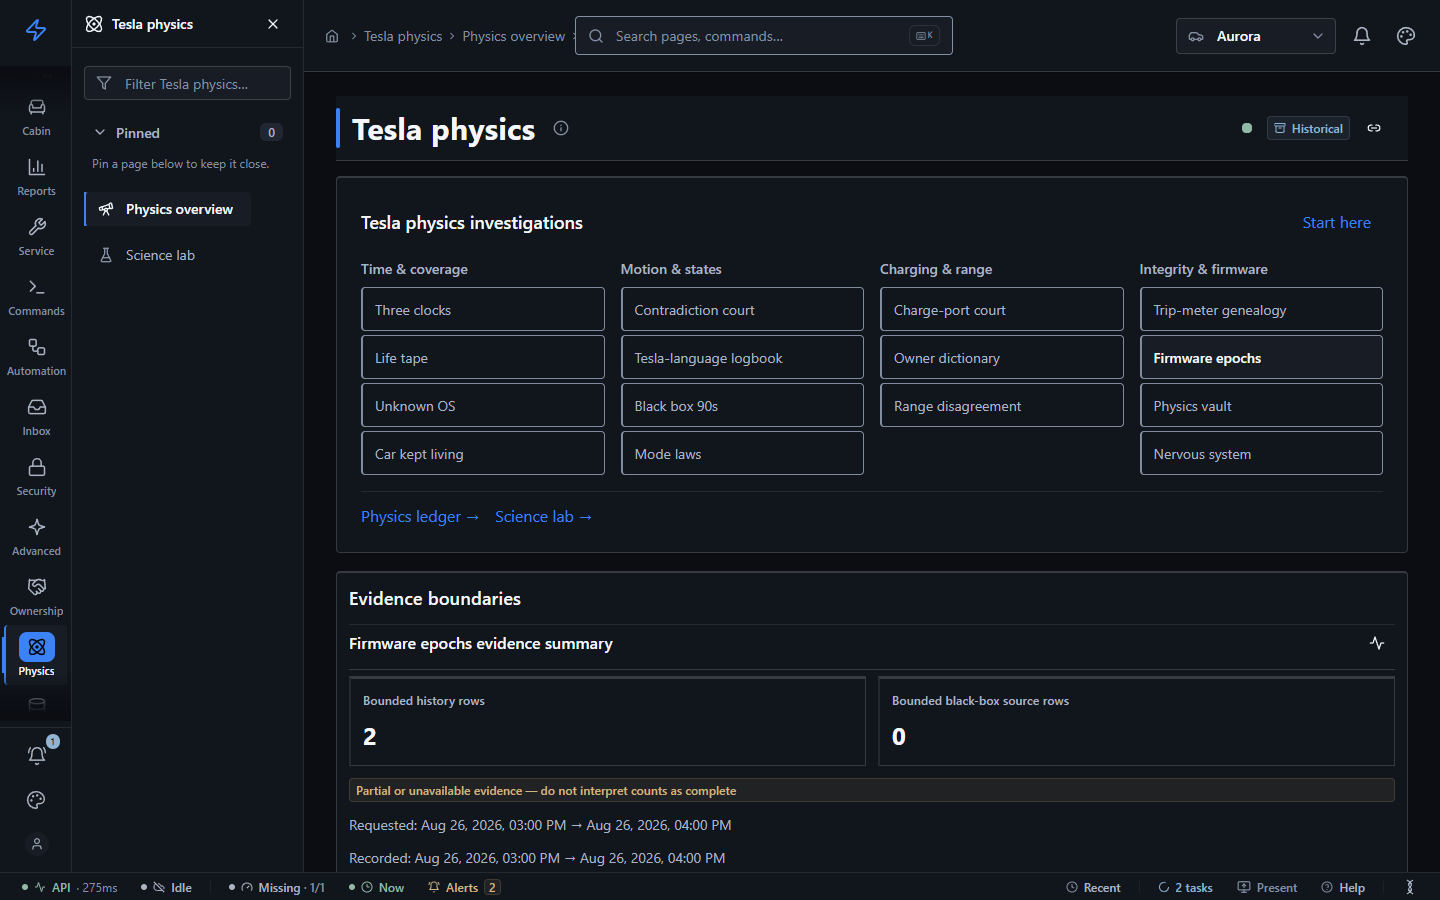 Tesla physics
Tesla physics
Physics overview
Search pages, commands...
K
Aurora
Cabin
Reports
Service
Commands
Automation
Inbox
Security
Advanced
Ownership
Physics
1
Filter Tesla physics...
Pinned
0
Pin a page below to keep it close.
Physics overview
Science lab
Tesla physics
Historical
Tesla physics investigations
Start here
Time & coverage
Three clocks
Life tape
Unknown OS
Car kept living
Motion & states
Contradiction court
Tesla-language logbook
Black box 90s
Mode laws
Charging & range
Charge-port court
Owner dictionary
Range disagreement
Integrity & firmware
Trip-meter genealogy
Firmware epochs
Physics vault
Nervous system
Physics ledger →
Science lab →
Evidence boundaries
Firmware epochs evidence summary
Bounded history rows
2
Bounded black-box source rows
0
Partial or unavailable evidence — do not interpret counts as complete
Requested: Aug 26, 2026, 03:00 PM → Aug 26, 2026, 04:00 PM
Recorded: Aug 26, 2026, 03:00 PM → Aug 26, 2026, 04:00 PM
API · 275ms
Idle
Missing · 1/1
Now
Alerts 2
Recent
2 tasks
Present
Help